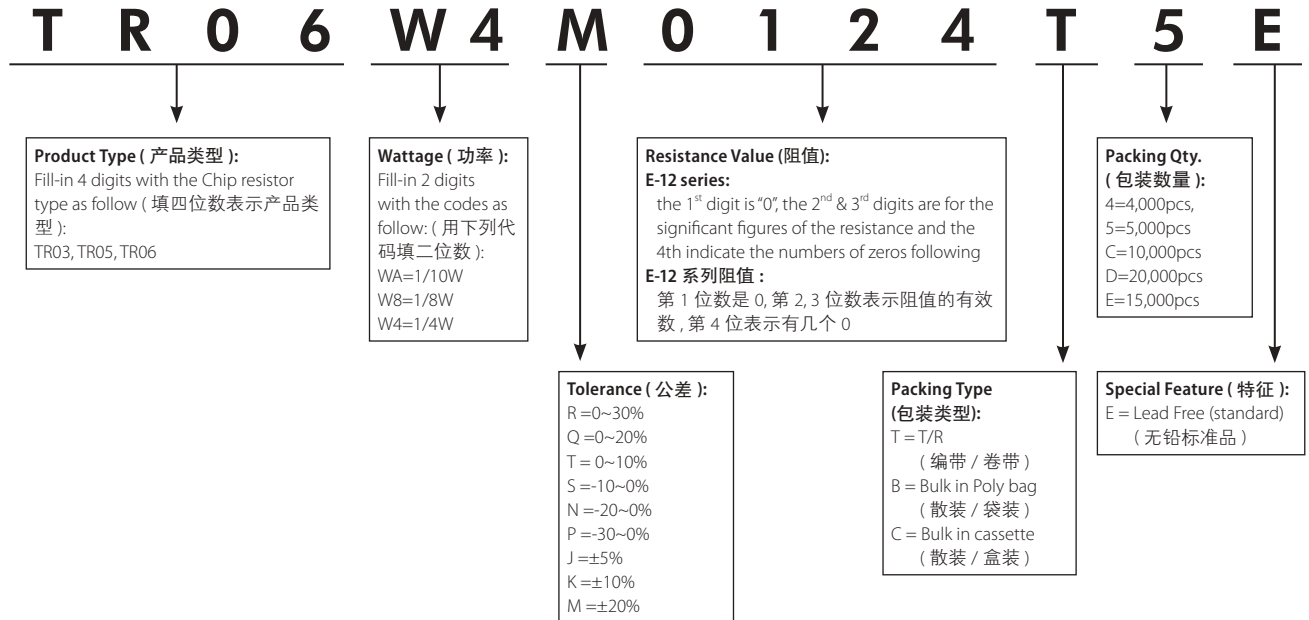 T R 0 6 W 4 M 0 1 2 4 T 5 E
Product Type ( 产品类型 ):
Fill-in 4 digits with the Chip resistor
type as follow ( 填四位数表示产品类
型 ):
TR03, TR05, TR06
Wattage ( 功率 ):
Fill-in 2 digits
with the codes as
follow: ( 用下列代
码填二位数 ):
WA=1/10W
W8=1/8W
W4=1/4W
Resistance Value (阻值):
E-12 series:
the 1st digit is “0”, the 2nd & 3rd digits are for the
significant figures of the resistance and the
4th indicate the numbers of zeros following
E-12 系列阻值 :
第 1 位数是 0, 第 2, 3 位数表示阻值的有效
数 , 第 4 位表示有几个 0
Packing Qty.
( 包装数量 ):
4=4,000pcs,
5=5,000pcs
C=10,000pcs
D=20,000pcs
E=15,000pcs
Tolerance ( 公差 ):
R =0~30%
Q =0~20%
T = 0~10%
S =-10~0%
N =-20~0%
P =-30~0%
J =±5%
K =±10%
M =±20%
Packing Type
(包装类型):
T = T/R
( 编带 / 卷带 )
B = Bulk in Poly bag
( 散装 / 袋装 )
C = Bulk in cassette
( 散装 / 盒装 )
Special Feature ( 特征 ):
E = Lead Free (standard)
( 无铅标准品 )